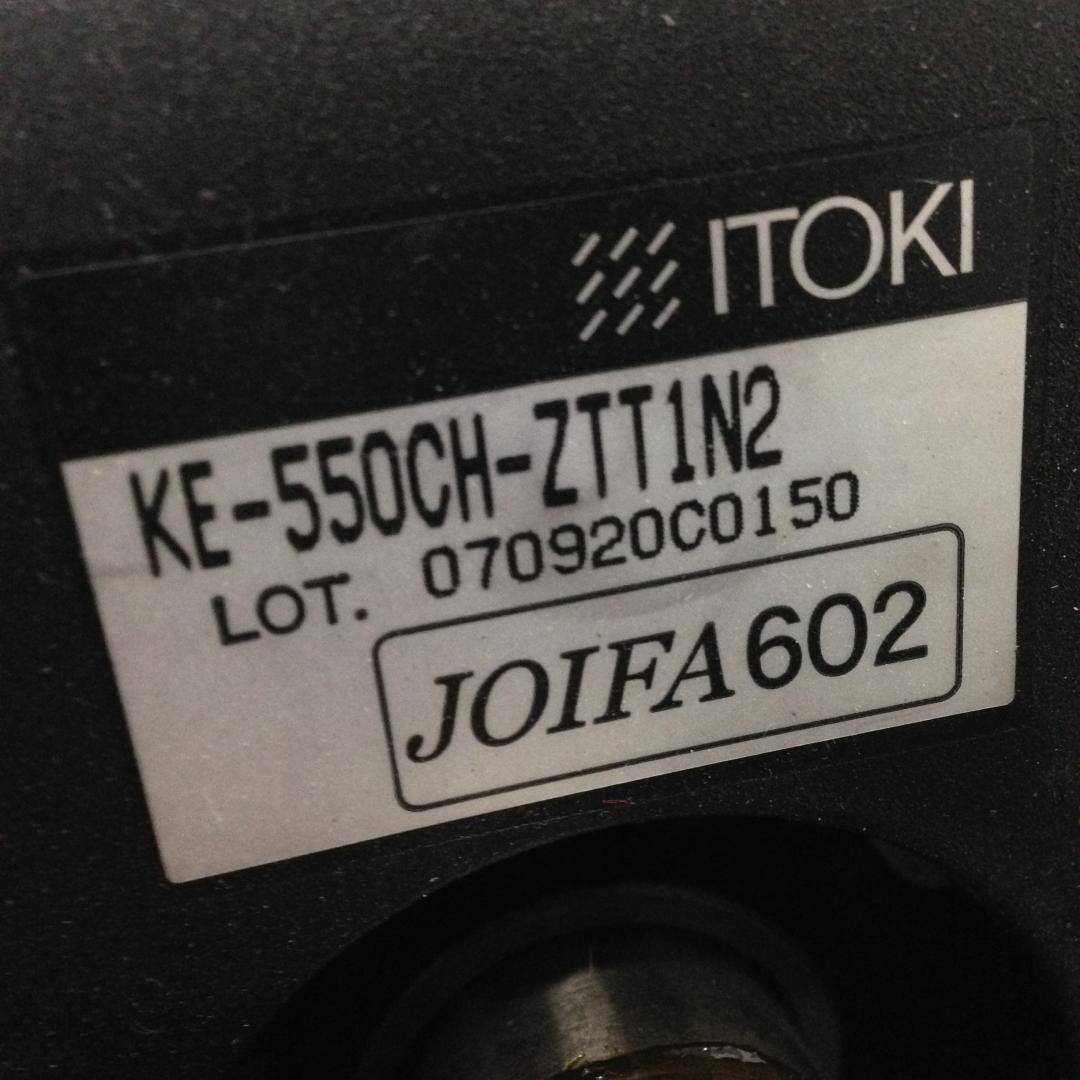 ITOKI
KE-550CH-ZTT1N2
LOT. 070920C0150
JOIFA 602